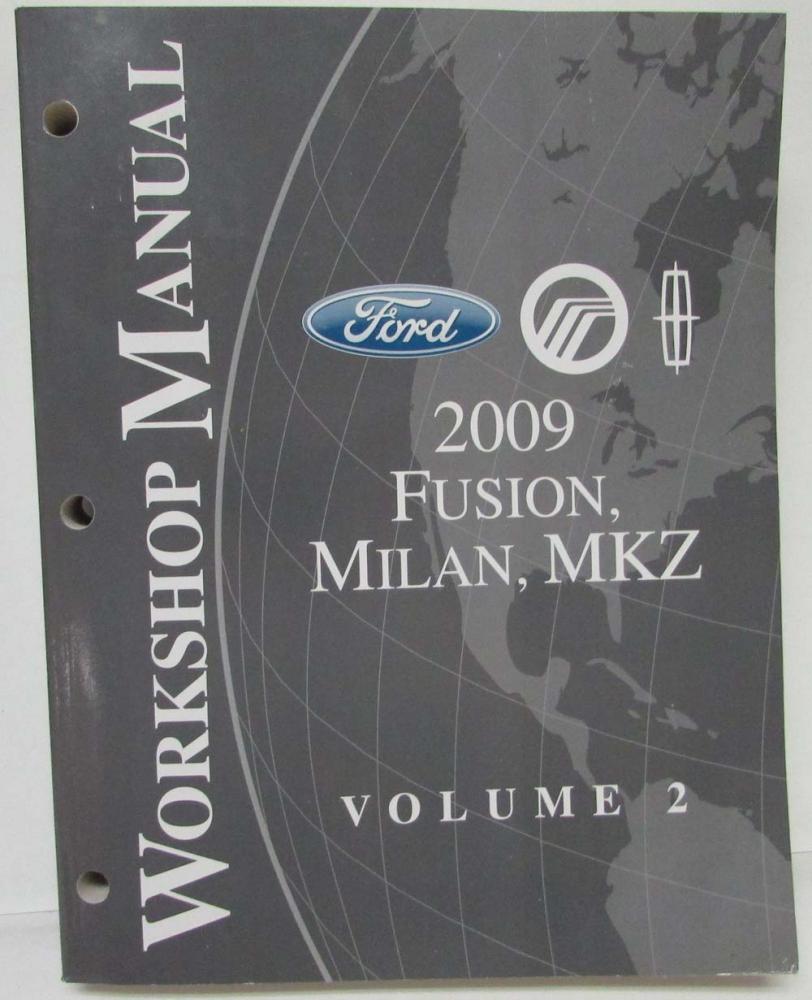 WORKSHOP MANUAL
Ford
2009
FUSION,
MILAN, MKZ
VOLUME 2